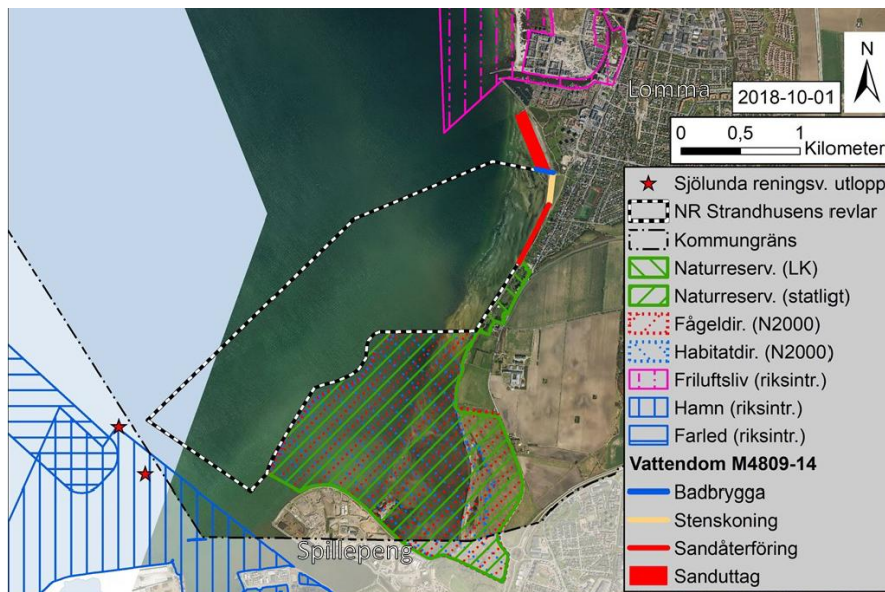 Lomma
N
2018-10-01
0 0,5 1
Kilometer
Sjölunda reningsv. utlopp
NR Strandhusens revlar
Kommungräns
Naturreserv. (LK)
Naturreserv. (statligt)
Fågeldir. (N2000)
Habitatdir. (N2000)
Friluftsliv (riksintr.)
Hamn (riksintr.)
Farled (riksintr.)
Vattendom M4809-14
Badbrygga
Stenskoning
Sandåterföring
Sanduttag
Spillepeng